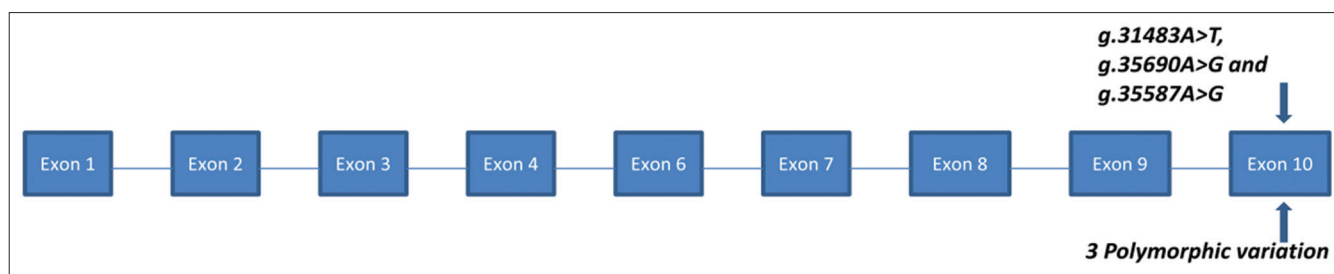 g.31483A>T,
g.35690A>G and
g.35587A>G
Exon 1 Exon 2 Exon 3 Exon 4 Exon 6 Exon 7 Exon 8 Exon 9 Exon 10
3 Polymorphic variation